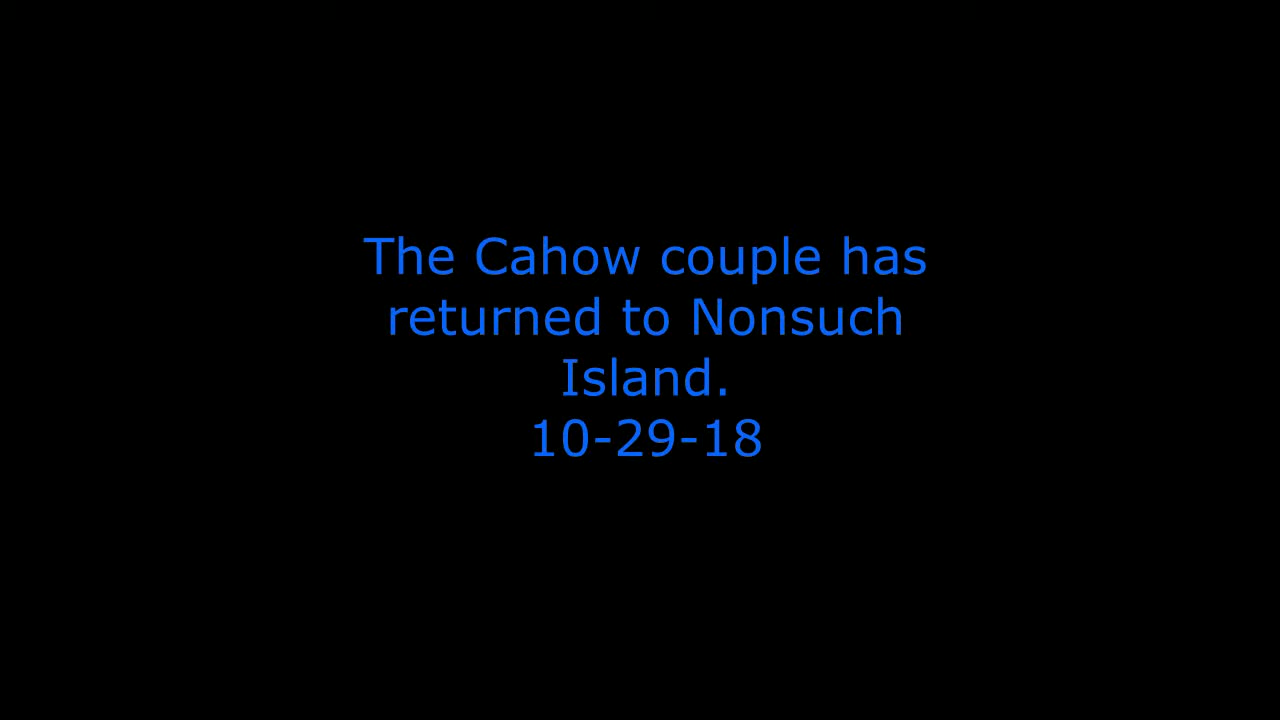 The Cahow couple has
returned to Nonsuch
Island.
10-29-18